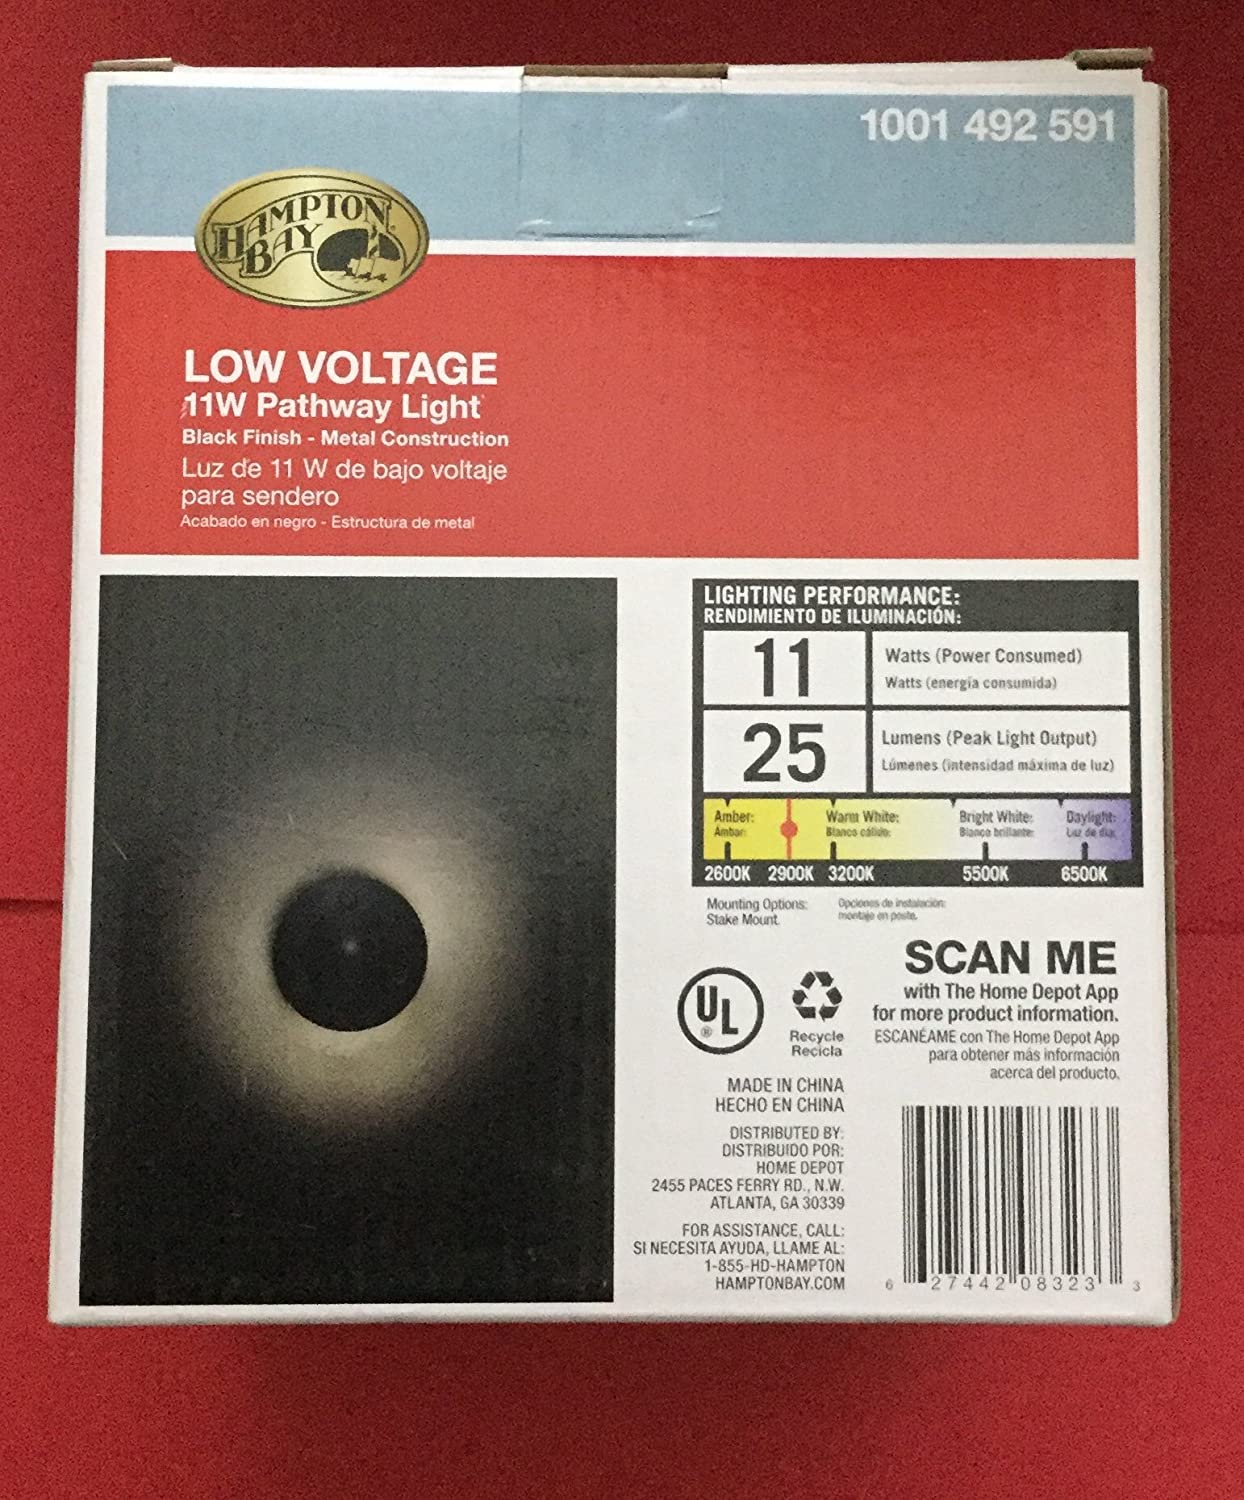 1001 492 591
HAMPTON
BAY
LOW VOLTAGE
11W Pathway Light
Black Finish - Metal Construction
Luz de 11 W de bajo voltaje
para sendero
Acabado en negro - Estructura de metal
LIGHTING PERFORMANCE:
RENDIMIENTO DE ILUMINACIÓN:
11
Watts (Power Consumed)
Watts (energía consumida)
25
Lumens (Peak Light Output)
Lúmenes (intensidad máxima de luz)
Amber: Warm White: Bright White: Daylight:
Ámbar: Blanco cálido: Blanco brillante: Luz de día:
2600K 2900K 3200K 5500K 6500K
Mounting Options: Opciones de instalación:
Stake Mount. montaje en poste.
SCAN ME
with The Home Depot App
for more product information.
ESCANÉAME con The Home Depot App
para obtener más información
acerca del producto.
UL
®
Recycle
Recicla
MADE IN CHINA
HECHO EN CHINA
DISTRIBUTED BY:
DISTRIBUIDO POR:
HOME DEPOT
2455 PACES FERRY RD., N.W.
ATLANTA, GA 30339
FOR ASSISTANCE, CALL:
SI NECESITA AYUDA, LLAME AL:
1-855-HD-HAMPTON
HAMPTONBAY.COM
6 27442 08323 3